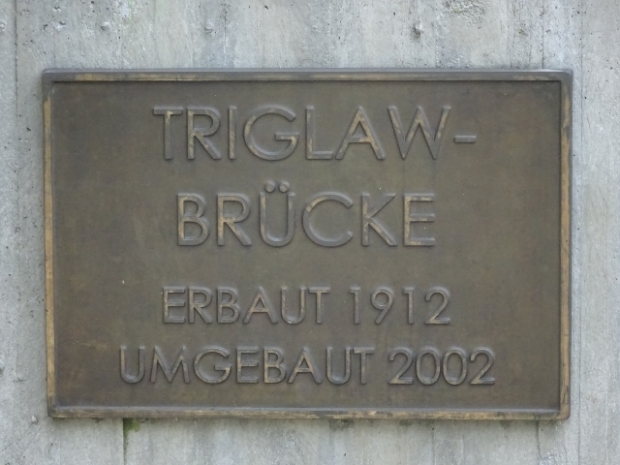 TRIGLAW-
BRÜCKE
ERBAUT 1912
UMGEBAUT 2002